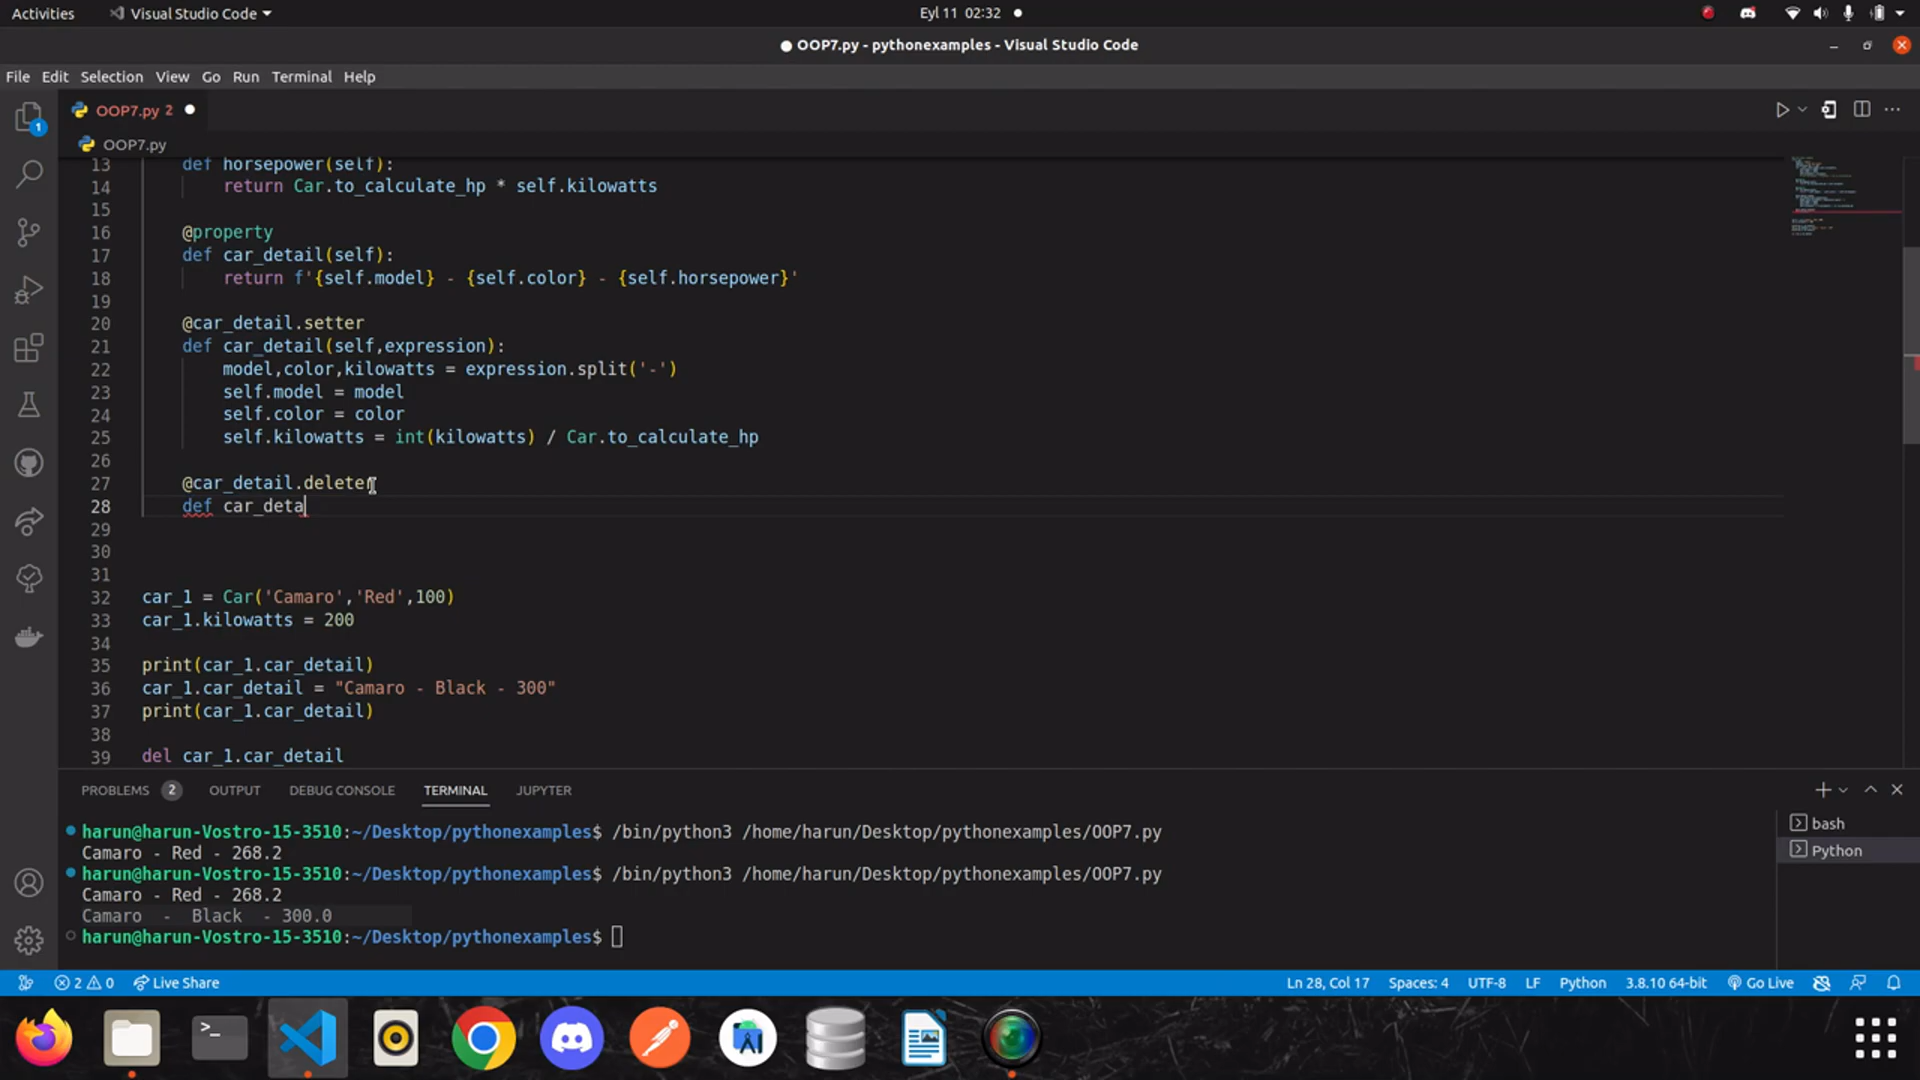 Activities
Visual Studio Code
Eyl 11 02:32
OOP7.py - pythonexamples - Visual Studio Code
File Edit Selection View Go Run Terminal Help
1
OOP7.py 2
OOP7.py
13 def horsepower(self):
14 return Car.to_calculate_hp * self.kilowatts
15
16 @property
17 def car_detail(self):
18 return f'{self.model} - {self.color} - {self.horsepower}'
19
20 @car_detail.setter
21 def car_detail(self,expression):
22 model,color,kilowatts = expression.split('-')
23 self.model = model
24 self.color = color
25 self.kilowatts = int(kilowatts) / Car.to_calculate_hp
26
27 @car_detail.deleter
28 def car_deta
29
30
31
32 car_1 = Car('Camaro','Red',100)
33 car_1.kilowatts = 200
34
35 print(car_1.car_detail)
36 car_1.car_detail = "Camaro - Black - 300"
37 print(car_1.car_detail)
38
39 del car_1.car_detail
PROBLEMS 2 OUTPUT DEBUG CONSOLE TERMINAL JUPYTER
harun@harun-Vostro-15-3510:~/Desktop/pythonexamples$ /bin/python3 /home/harun/Desktop/pythonexamples/OOP7.py
Camaro - Red - 268.2
harun@harun-Vostro-15-3510:~/Desktop/pythonexamples$ /bin/python3 /home/harun/Desktop/pythonexamples/OOP7.py
Camaro - Red - 268.2
Camaro  -  Black  - 300.0
harun@harun-Vostro-15-3510:~/Desktop/pythonexamples$
bash
Python
2 0 Live Share
Ln 28, Col 17 Spaces: 4 UTF-8 LF Python 3.8.10 64-bit Go Live